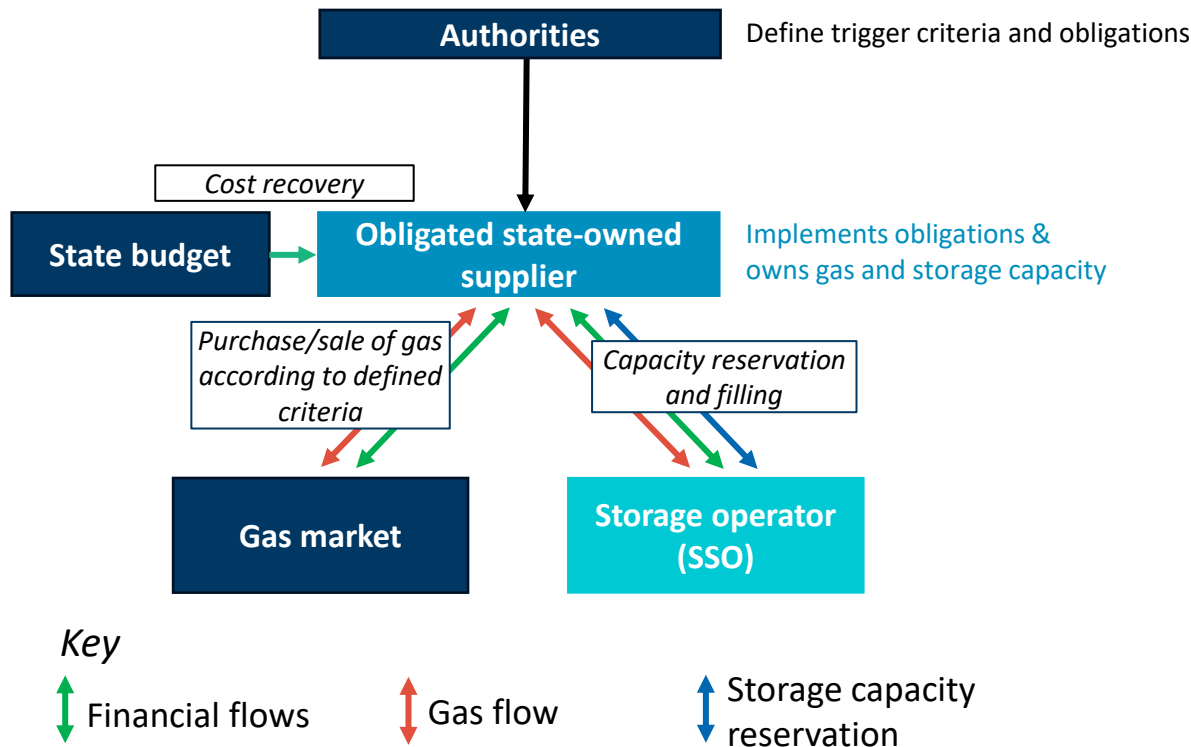 Authorities
Define trigger criteria and obligations
Cost recovery
State budget
Obligated state-owned
supplier
Implements obligations &
owns gas and storage capacity
Purchase/sale of gas
according to defined
criteria
Capacity reservation
and filling
Gas market
Storage operator
(SSO)
Key
Financial flows
Gas flow
Storage capacity
reservation